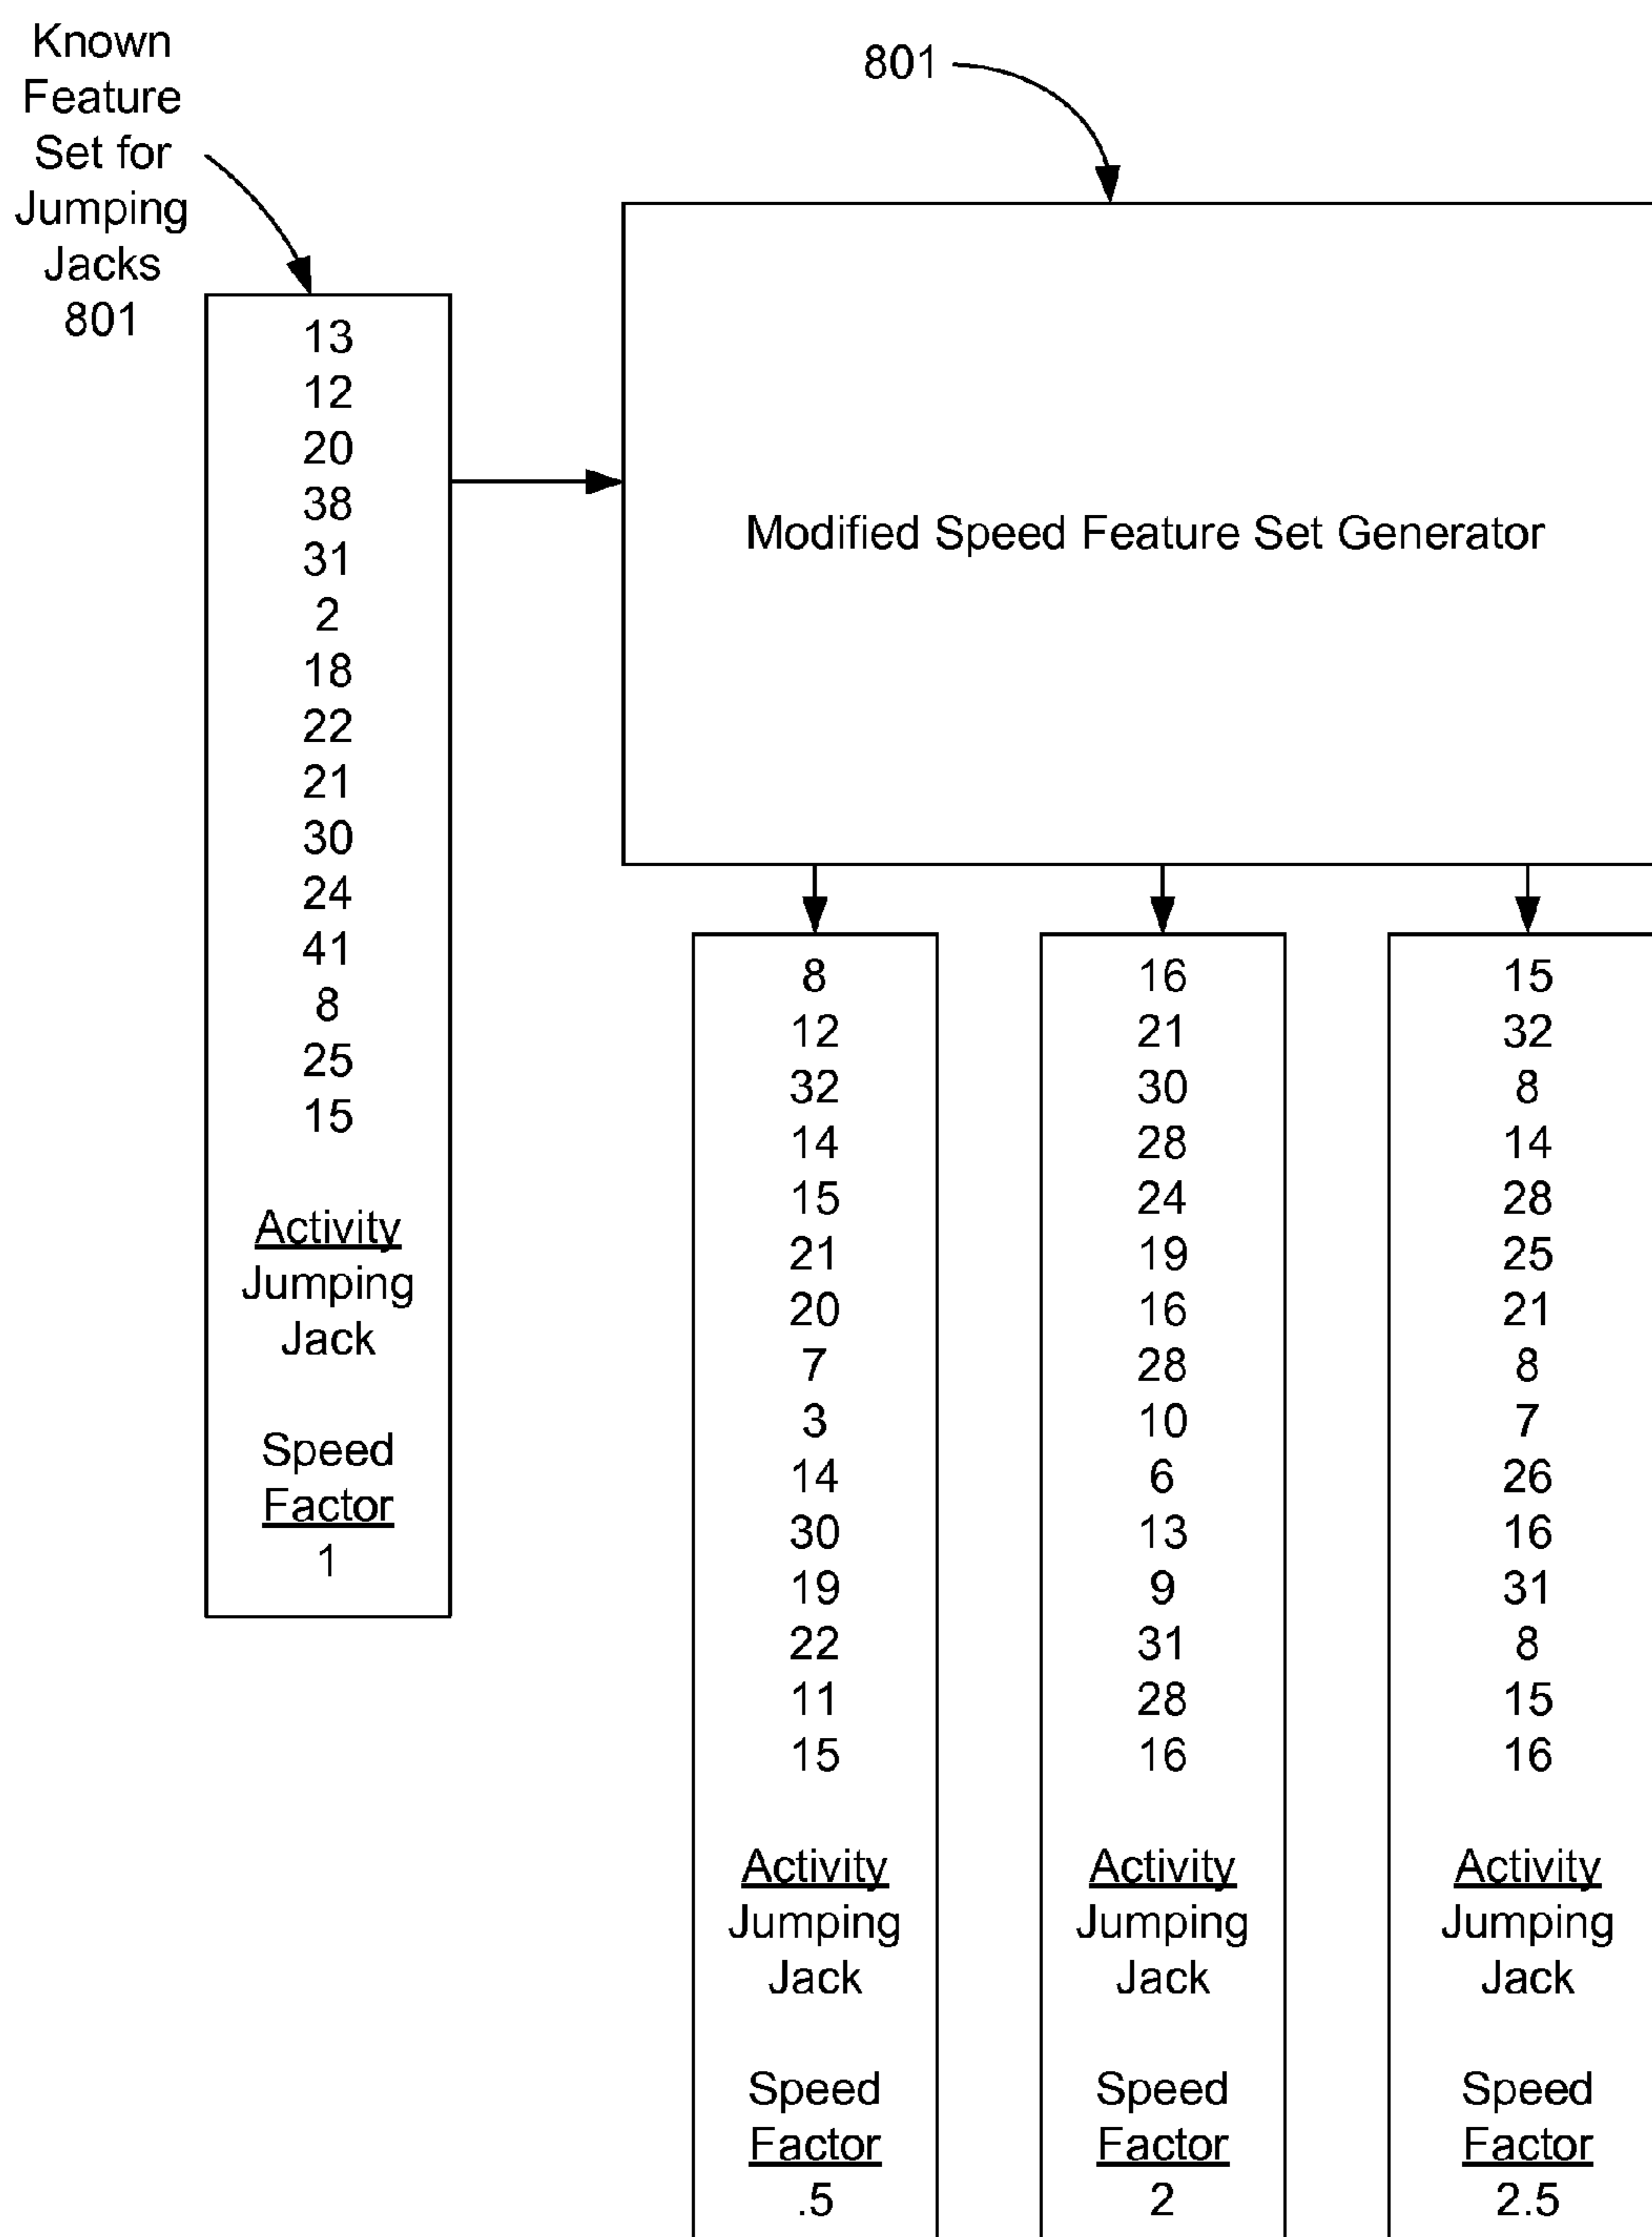 Known
Feature
Set for
Jumping
Jacks
801
801
13
12
20
38
31
2
18
22
21
30
24
41
8
25
15
Activity
Jumping
Jack
Speed
Factor
1
Modified Speed Feature Set Generator
8
12
32
14
15
21
20
7
3
14
30
19
22
11
15
Activity
Jumping
Jack
Speed
Factor
.5
16
21
30
28
24
19
16
28
10
6
13
9
31
28
16
Activity
Jumping
Jack
Speed
Factor
2
15
32
8
14
28
25
21
8
7
26
16
31
8
15
16
Activity
Jumping
Jack
Speed
Factor
2.5